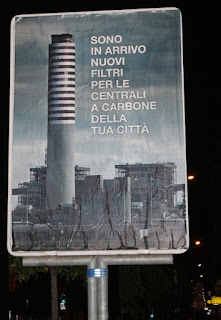 SONO
IN ARRIVO
NUOVI
FILTRI
PER LE
CENTRALI
A CARBONE
DELLA
TUA CITTÀ